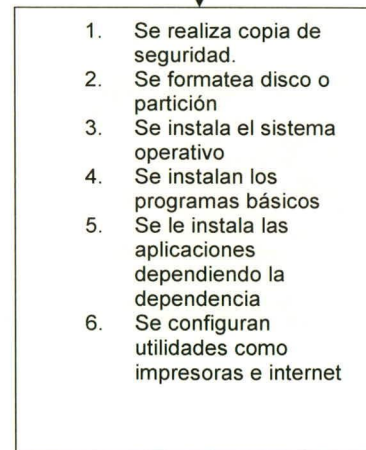 1. Se realiza copia de
seguridad.
2. Se formatea disco o
partición
3. Se instala el sistema
operativo
4. Se instalan los
programas básicos
5. Se le instala las
aplicaciones
dependiendo la
dependencia
6. Se configuran
utilidades como
impresoras e internet